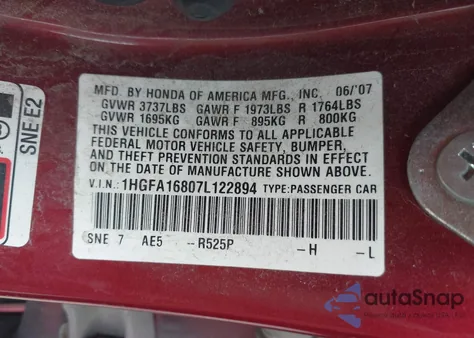 SNE E2
MFD. BY HONDA OF AMERICA MFG., INC. 06/'07
GVWR 3737LBS GAWR F 1973LBS R 1764LBS
GVWR 1695KG GAWR F 895KG R 800KG
THIS VEHICLE CONFORMS TO ALL APPLICABLE
FEDERAL MOTOR VEHICLE SAFETY, BUMPER,
AND THEFT PREVENTION STANDARDS IN EFFECT
ON THE DATE OF MANUFACTURE SHOWN ABOVE.
V.I.N.: 1HGFA16807L122894 TYPE:PASSENGER CAR
SNE 7 AE5 -R525P -H -L
autoSnap